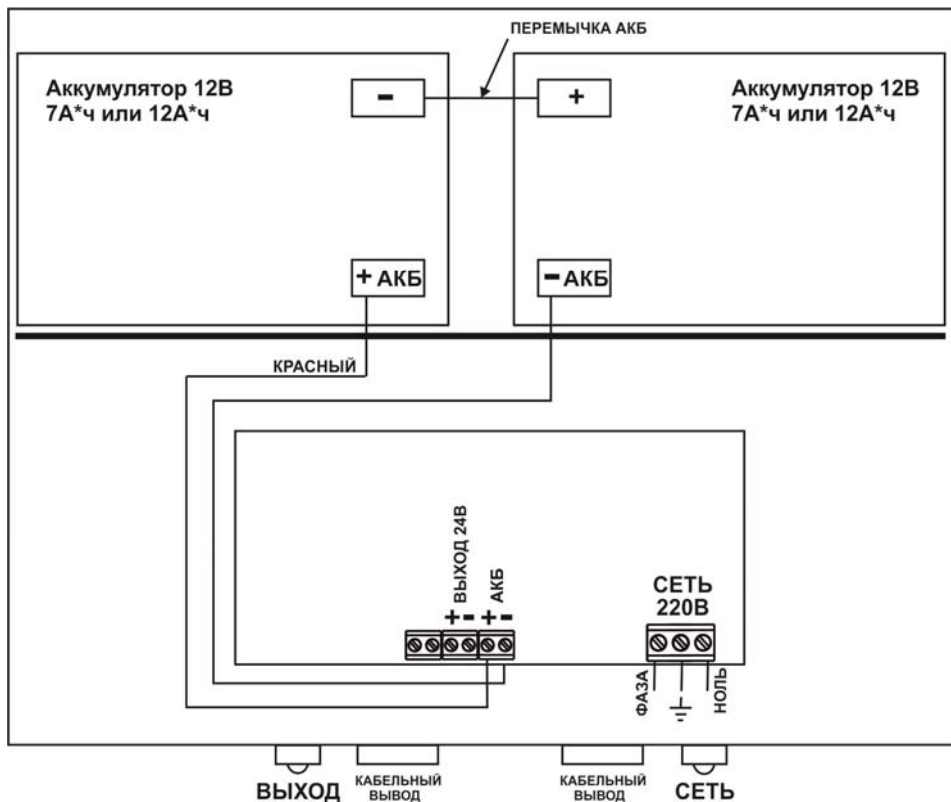 ПЕРЕМЫЧКА АКБ
Аккумулятор 12В
7А*ч или 12А*ч
-
+
Аккумулятор 12В
7А*ч или 12А*ч
+ АКБ
- АКБ
КРАСНЫЙ
ВЫХОД 24В
АКБ
+ - + -
СЕТЬ
220В
ФАЗА
НОЛЬ
ВЫХОД
КАБЕЛЬНЫЙ
ВЫВОД
КАБЕЛЬНЫЙ
ВЫВОД
СЕТЬ